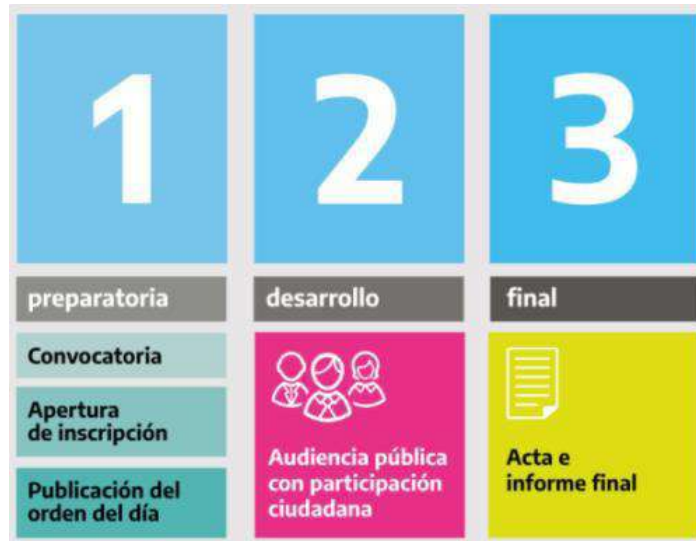 1
preparatoria
Convocatoria
Apertura
de inscripción
Publicación del
orden del día
2
desarrollo
Audiencia pública
con participación
ciudadana
3
final
Acta e
informe final